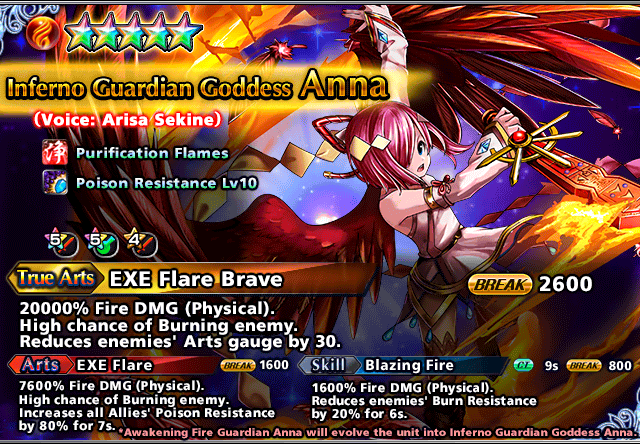 Inferno Guardian Goddess Anna
(Voice: Arisa Sekine)
浄 Purification Flames
Poison Resistance Lv10
5 5 4
True Arts EXE Flare Brave BREAK 2600
20000% Fire DMG (Physical).
High chance of Burning enemy.
Reduces enemies' Arts gauge by 30.
Arts EXE Flare BREAK 1600
7600% Fire DMG (Physical).
High chance of Burning enemy.
Increases all Allies' Poison Resistance
by 80% for 7s.
Skill Blazing Fire CT 9s BREAK 800
1600% Fire DMG (Physical).
Reduces enemies' Burn Resistance
by 20% for 6s.
*Awakening Fire Guardian Anna will evolve the unit into Inferno Guardian Goddess Anna.